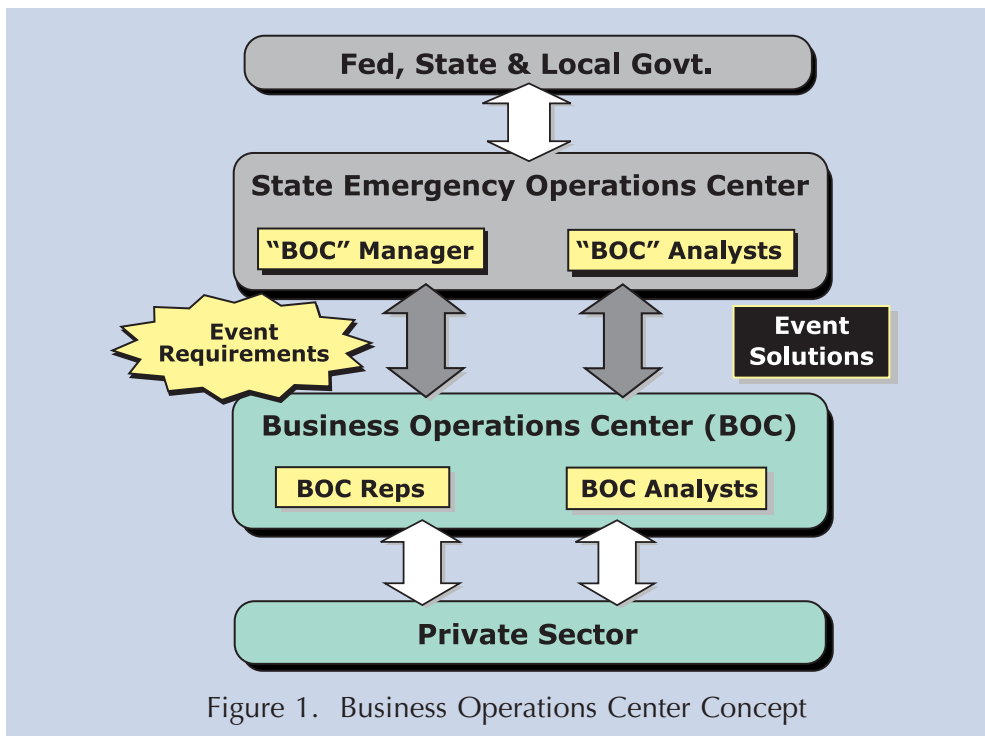 Fed, State & Local Govt.
State Emergency Operations Center
“BOC” Manager
“BOC” Analysts
Event
Requirements
Event
Solutions
Business Operations Center (BOC)
BOC Reps
BOC Analysts
Private Sector
Figure 1. Business Operations Center Concept